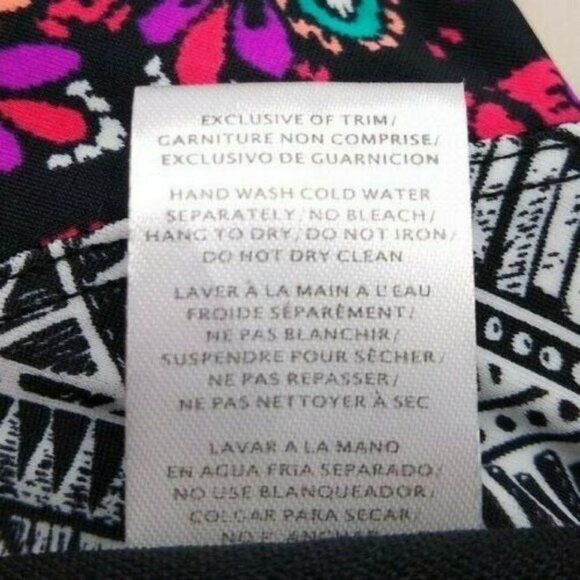 EXCLUSIVE OF TRIM/
GARNITURE NON COMPRISE/
EXCLUSIVO DE GUARNICION
HAND WASH COLD WATER
SEPARATELY/NO BLEACH/
HANG TO DRY/DO NOT IRON/
DO NOT DRY CLEAN
LAVER À LA MAIN A L'EAU
FROIDE SÉPARÉMENT/
NE PAS BLANCHIR/
SUSPENDRE POUR SÉCHER/
NE PAS REPASSER/
NE PAS NETTOYER À SEC
LAVAR A LA MANO
EN AGUA FRIA SEPARADO/
NO USE BLANQUEADOR/
COLGAR PARA SECAR/
NO